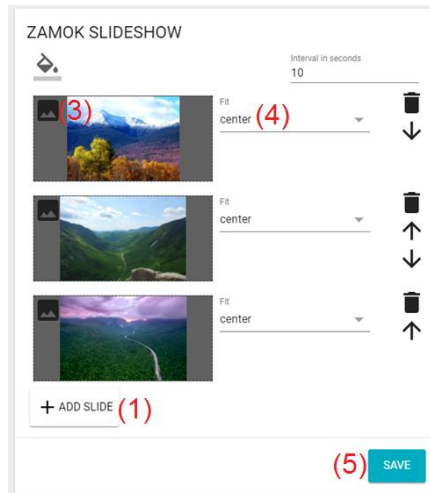 ZAMOK SLIDESHOW
Interval in seconds
10
(3)
Fit
center (4)
Fit
center
Fit
center
+ ADD SLIDE (1)
(5) SAVE